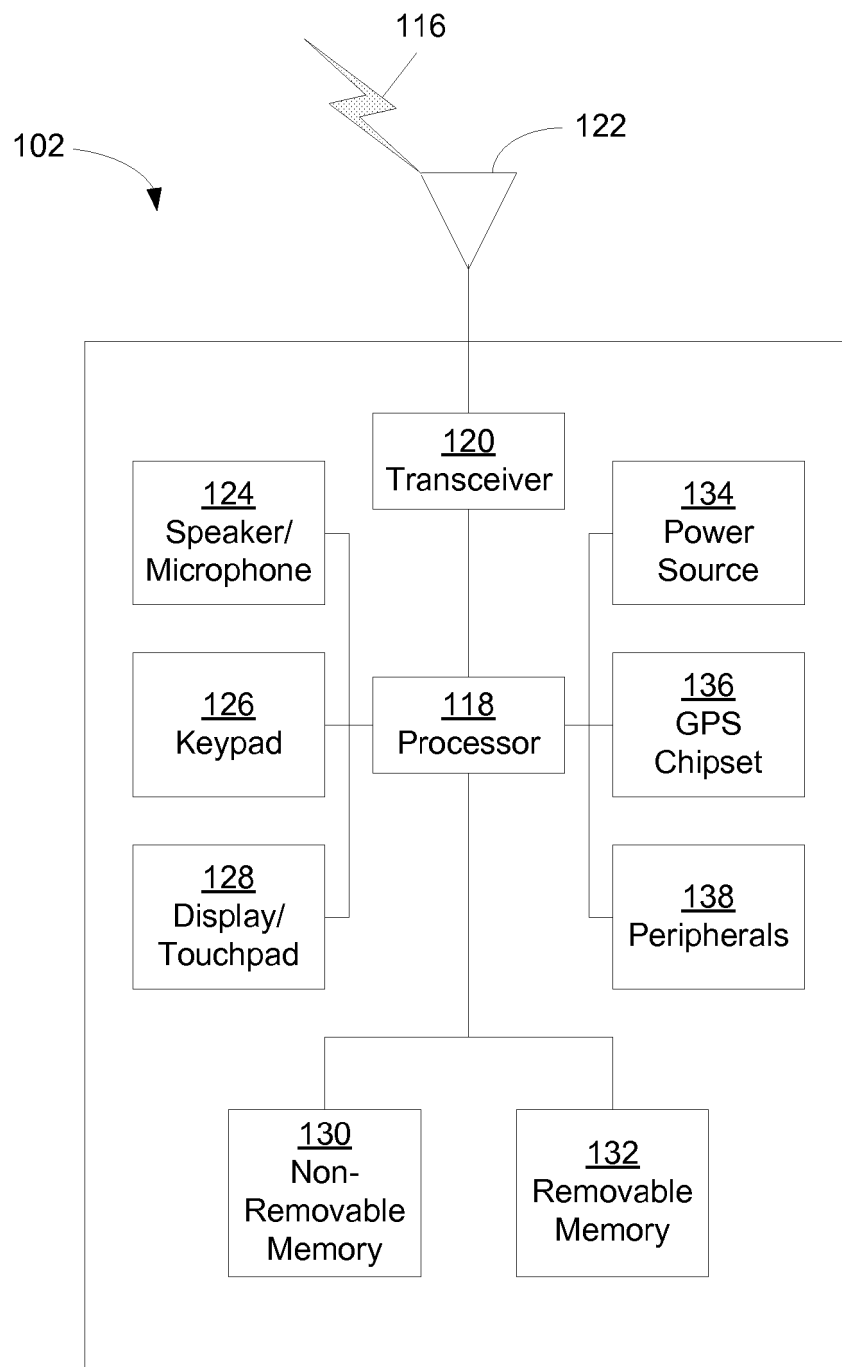 116
122
102
120
Transceiver
124
Speaker/
Microphone
134
Power
Source
126
Keypad
118
Processor
136
GPS
Chipset
128
Display/
Touchpad
138
Peripherals
130
Non-
Removable
Memory
132
Removable
Memory